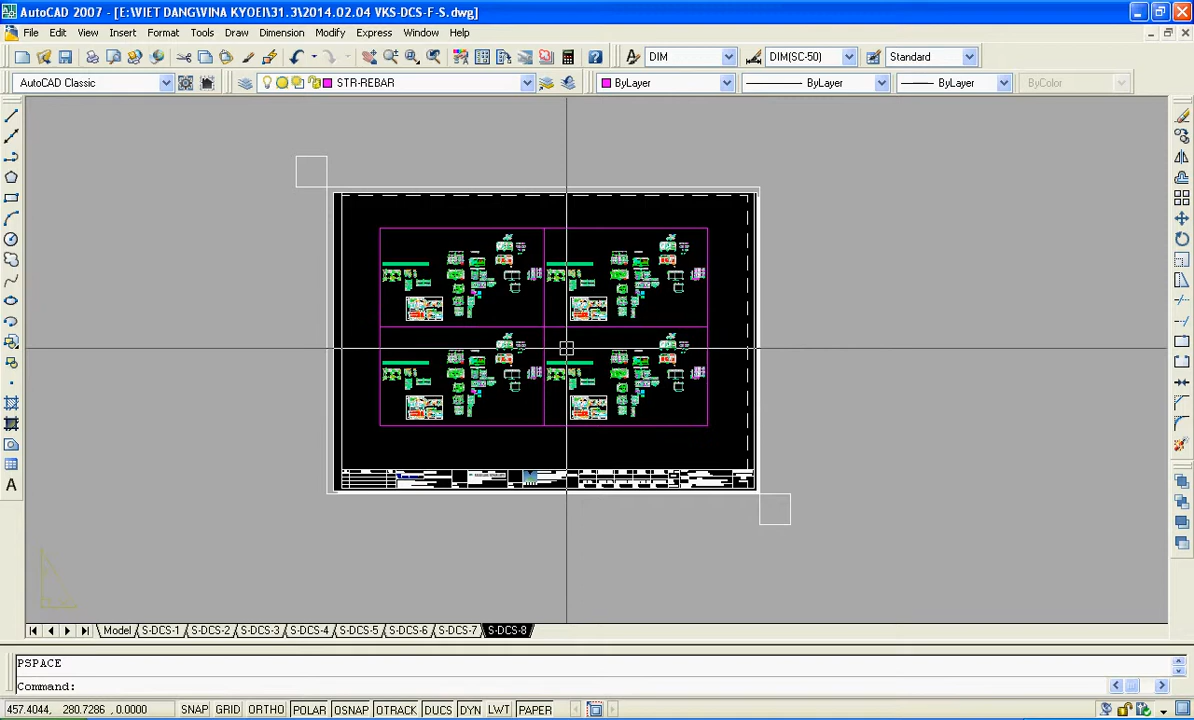 AutoCAD 2007 - [E:\VIET DANG\WINA KYOEI\31.3\2014.02.04 VKS-DCS-F-S.dwg]
File Edit View Insert Format Tools Draw Dimension Modify Express Window Help
DIM DIM(SC-50) Standard
AutoCAD Classic STR-REBAR ByLayer ByLayer ByLayer ByColor
A
Model S-DCS-1 S-DCS-2 S-DCS-3 S-DCS-4 S-DCS-5 S-DCS-6 S-DCS-7 S-DCS-8
PSPACE
Command:
457.4044, 280.7286 , 0.0000 SNAP GRID ORTHO POLAR OSNAP OTRACK DUCS DYN LWT PAPER